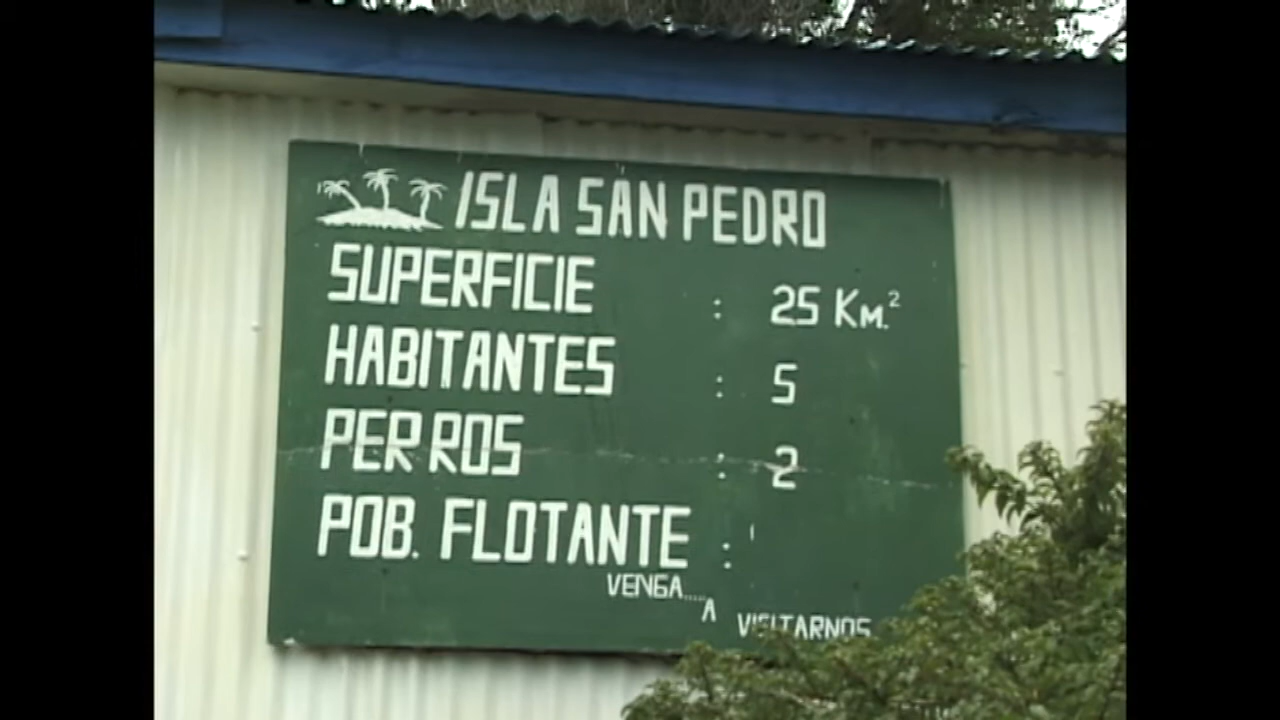 ISLA SAN PEDRO
SUPERFICIE : 25 KM.²
HABITANTES : 5
PERROS : 2
POB. FLOTANTE :
VENGA.....
A VISITARNOS